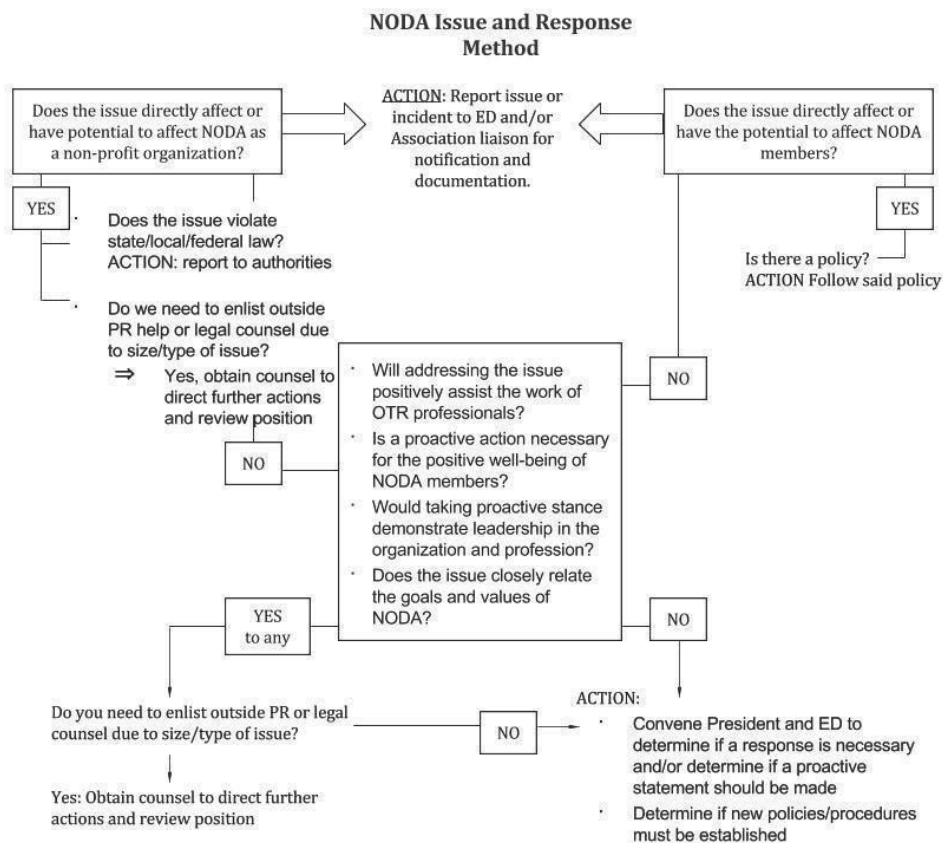 NODA Issue and Response
Method
Does the issue directly affect or
have potential to affect NODA as
a non-profit organization?
ACTION: Report issue or
incident to ED and/or
Association liaison for
notification and
documentation.
Does the issue directly affect or
have the potential to affect NODA
members?
YES
· Does the issue violate
state/local/federal law?
ACTION: report to authorities
YES
Is there a policy?
ACTION Follow said policy
· Do we need to enlist outside
PR help or legal counsel due
to size/type of issue?
⇒ Yes, obtain counsel to
direct further actions
and review position
NO
· Will addressing the issue
positively assist the work of
OTR professionals?
· Is a proactive action necessary
for the positive well-being of
NODA members?
· Would taking proactive stance
demonstrate leadership in the
organization and profession?
· Does the issue closely relate
the goals and values of
NODA?
NO
YES
to any
NO
Do you need to enlist outside PR or legal
counsel due to size/type of issue?
NO
Yes: Obtain counsel to direct further
actions and review position
ACTION:
· Convene President and ED to
determine if a response is necessary
and/or determine if a proactive
statement should be made
· Determine if new policies/procedures
must be established